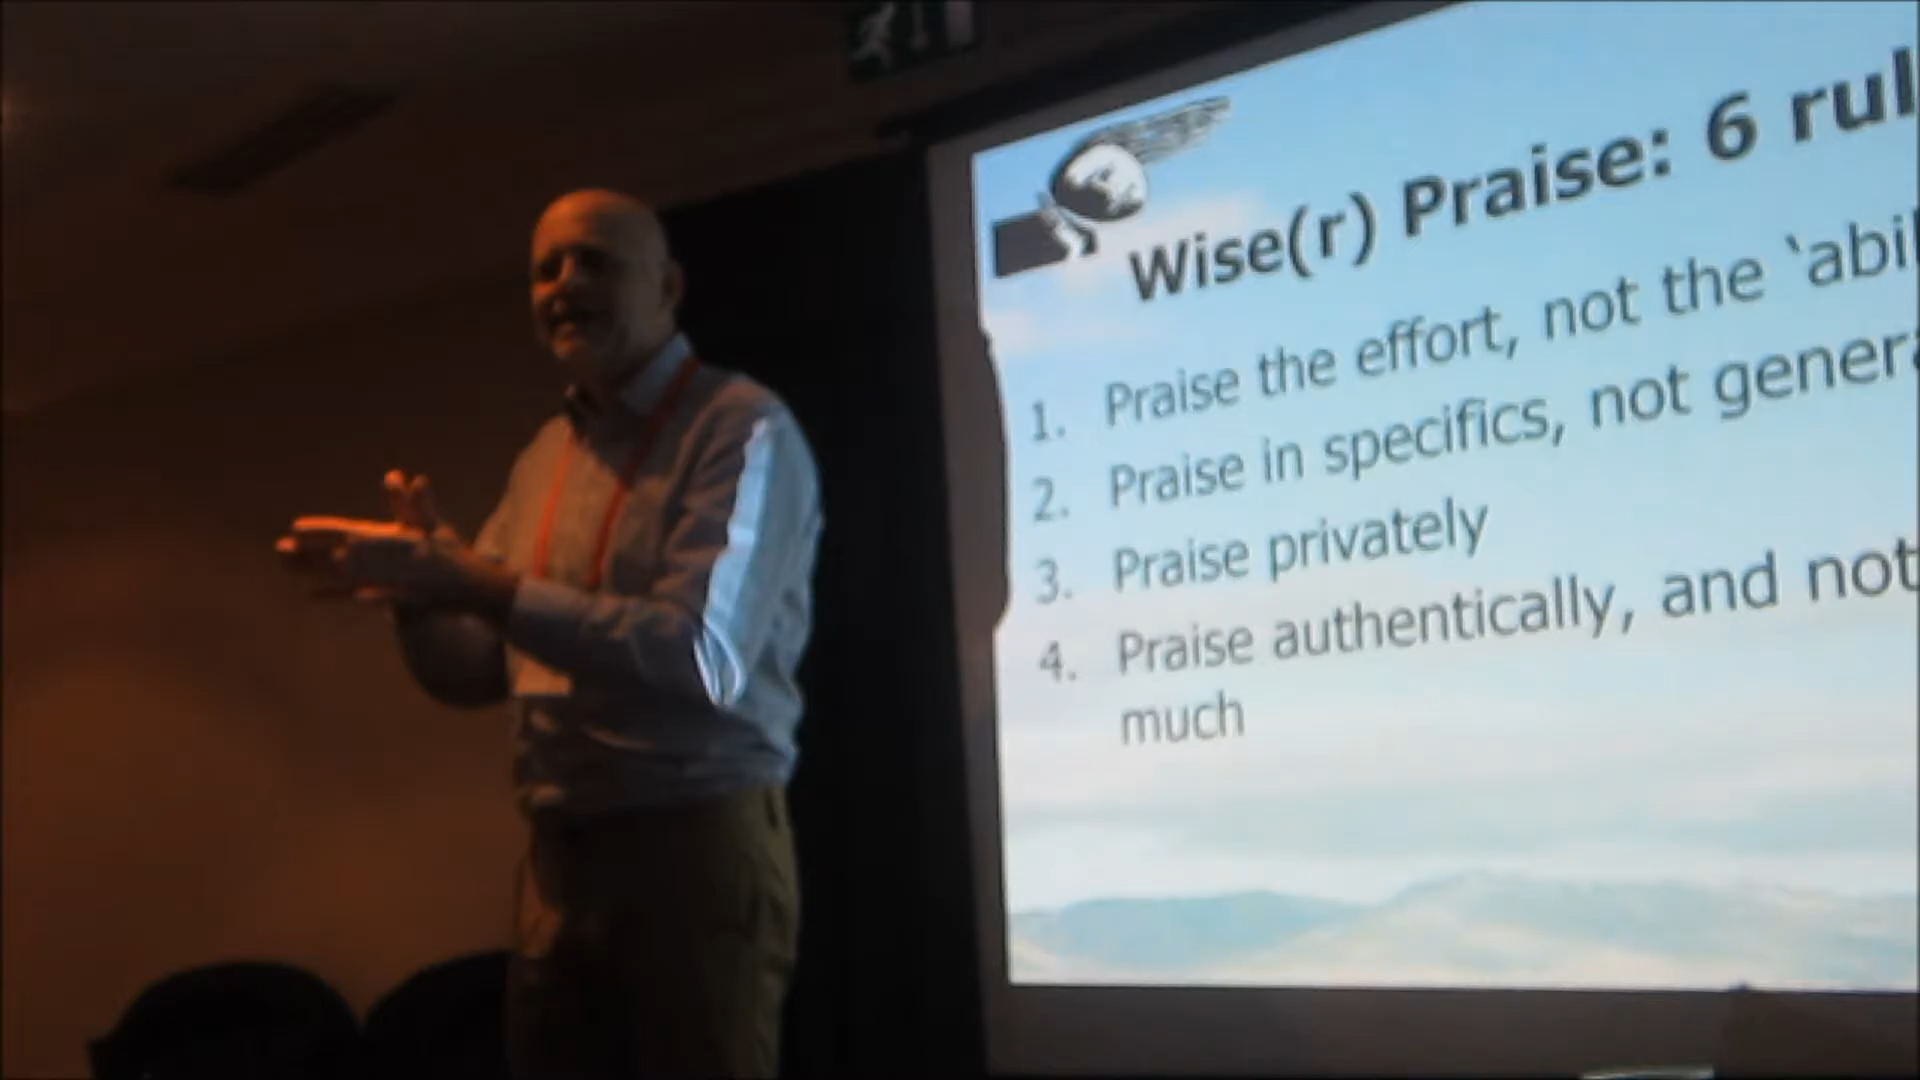 Wise(r) Praise: 6 rul
1. Praise the effort, not the ‘abil
2. Praise in specifics, not genera
3. Praise privately
4. Praise authentically, and not
much